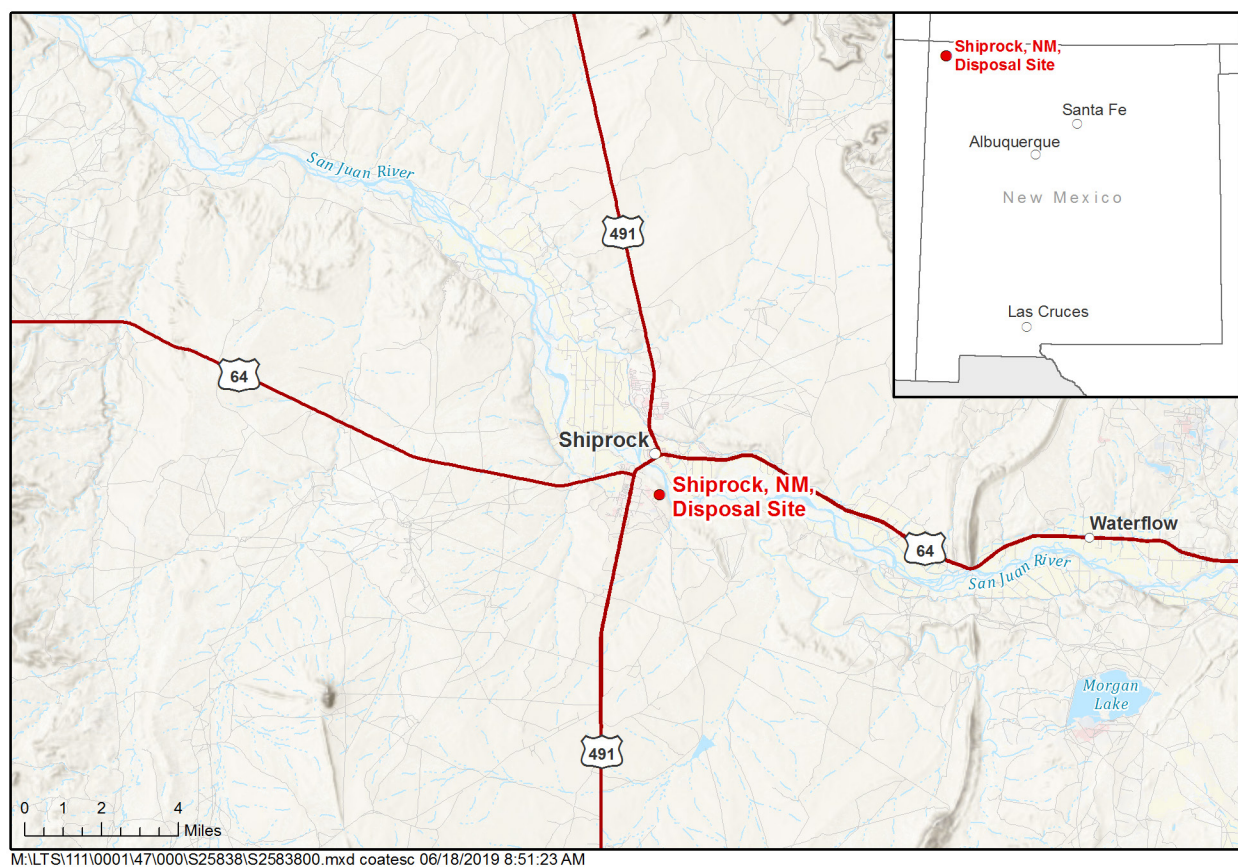 Shiprock, NM,
Disposal Site
Santa Fe
Albuquerque
New Mexico
Las Cruces
San Juan River
491
64
Shiprock
Shiprock, NM,
Disposal Site
Waterflow
64
San Juan River
Morgan
Lake
491
0 1 2 4
Miles
M:\LTS\111\0001\47\000\S25838\S2583800.mxd coatesc 06/18/2019 8:51:23 AM